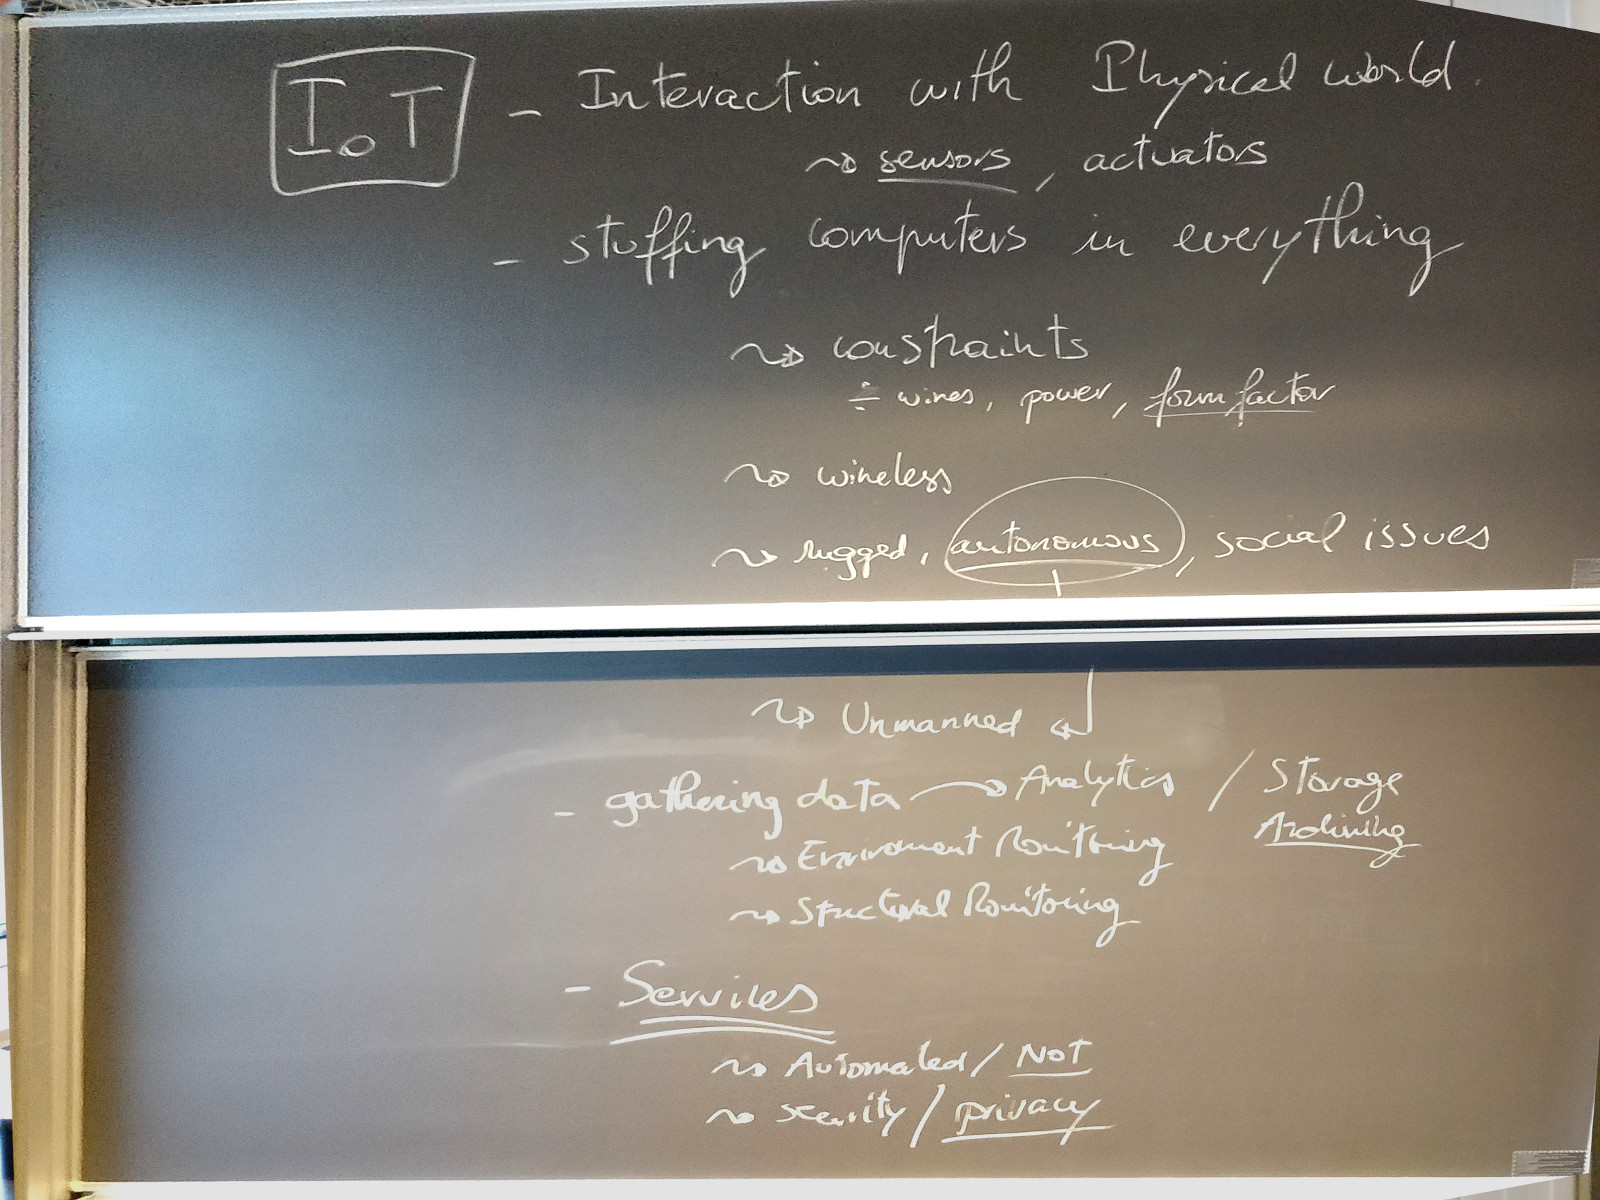 IoT - Interaction with Physical world.
~> sensors, actuators
- stuffing computers in everything
~> constraints
÷ wires, power, form factor
~> wireless
~> rugged, autonomous, social issues
~> Unmanned ↲
- gathering data → Analytics / Storage
Archiving
~> Environment Monitoring
~> Structural Monitoring
- Services
~> Automated / NOT
~> security / privacy